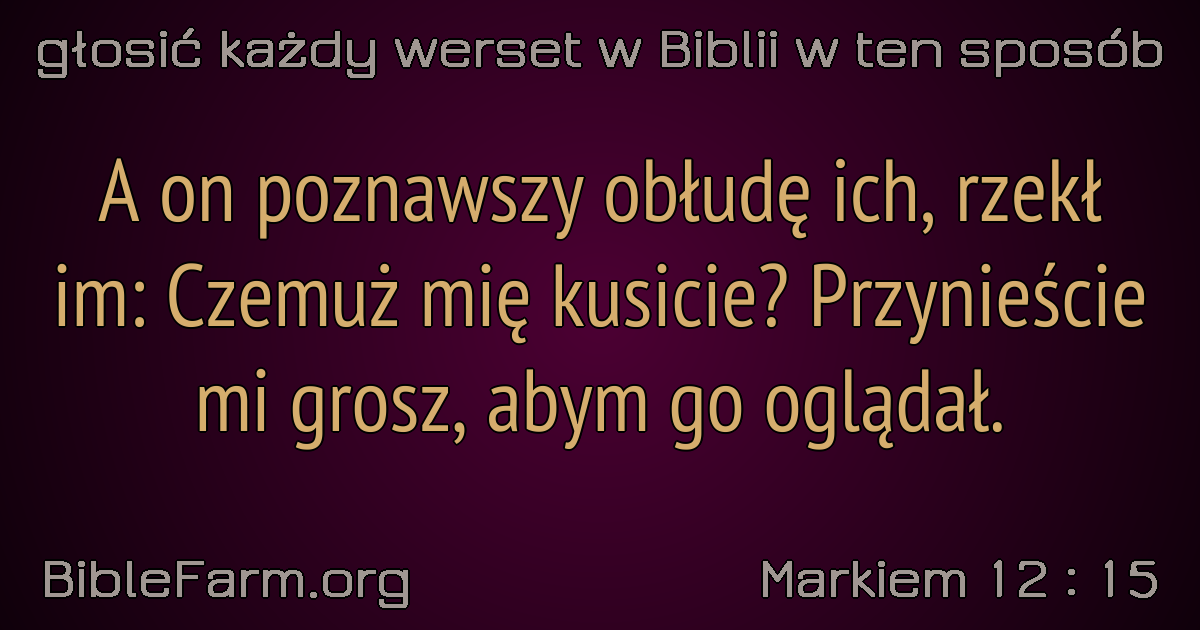 głosić każdy werset w Biblii w ten sposób
A on poznawszy obłudę ich, rzekł
im: Czemuż mię kusicie? Przynieście
mi grosz, abym go oglądał.
BibleFarm.org
Markiem 12 : 15